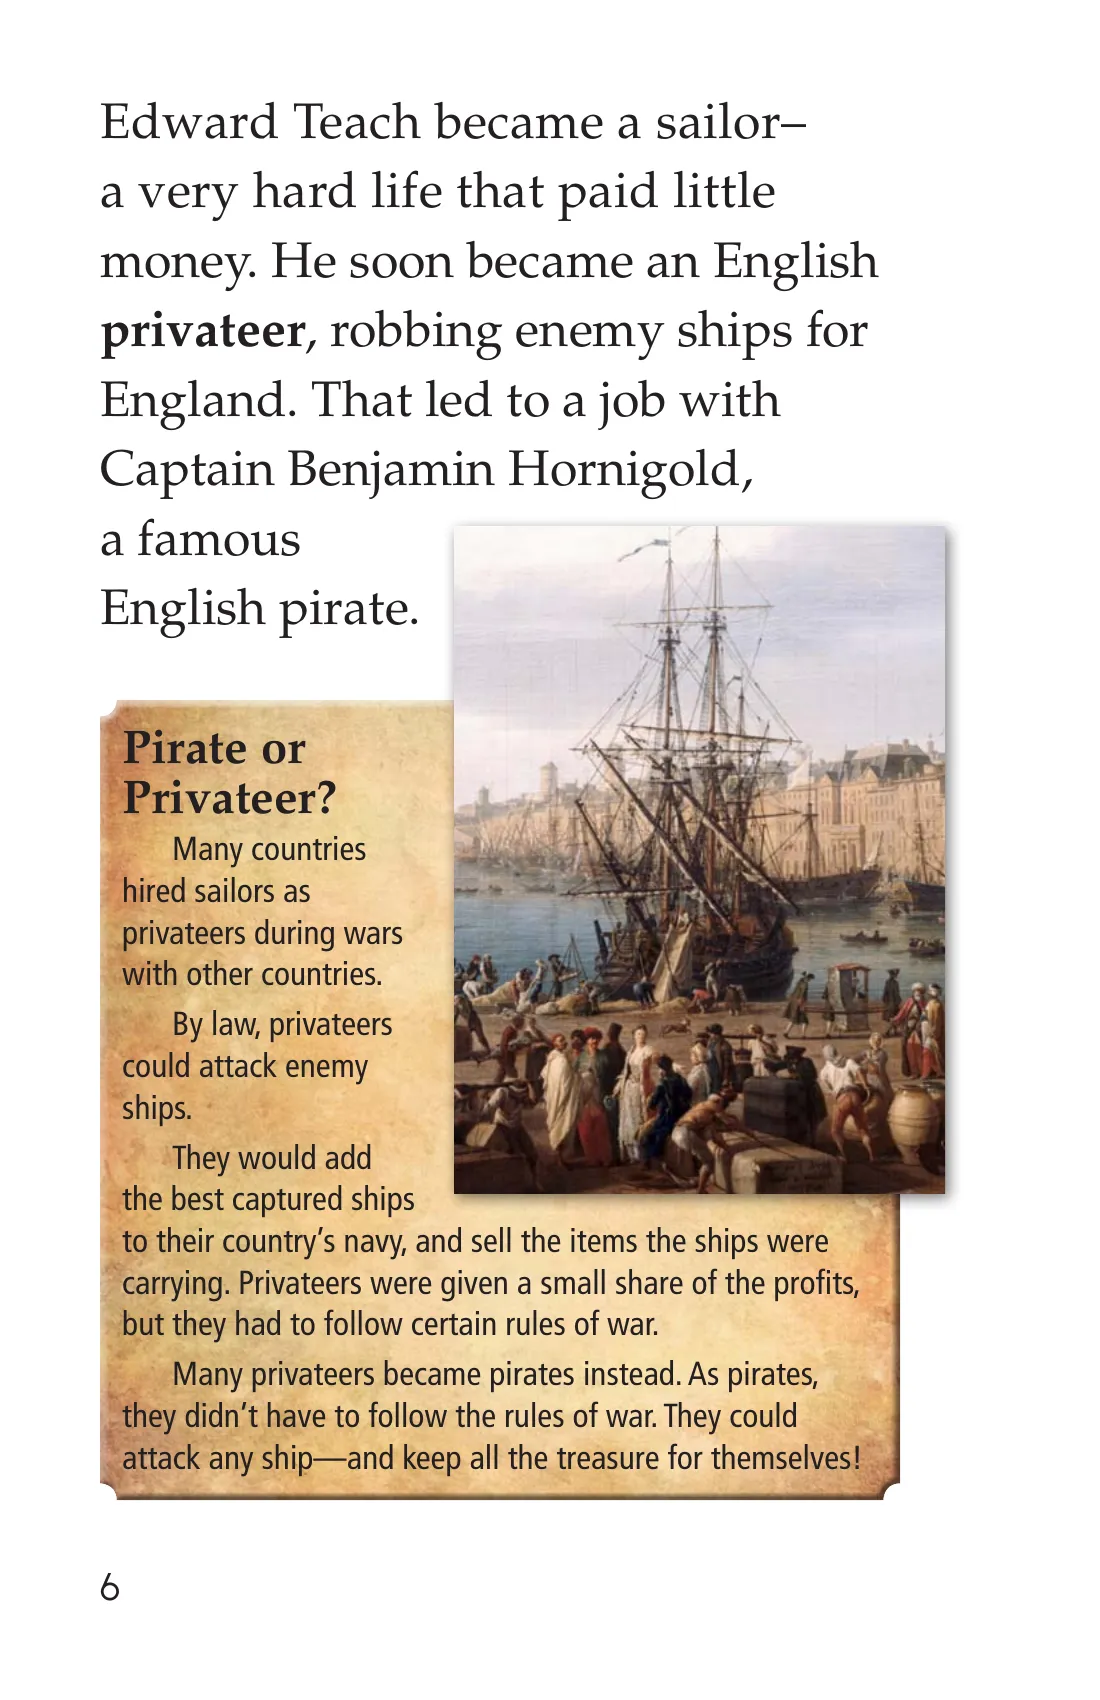 Edward Teach became a sailor–
a very hard life that paid little
money. He soon became an English
privateer, robbing enemy ships for
England. That led to a job with
Captain Benjamin Hornigold,
a famous
English pirate.
Pirate or
Privateer?
Many countries
hired sailors as
privateers during wars
with other countries.
By law, privateers
could attack enemy
ships.
They would add
the best captured ships
to their country’s navy, and sell the items the ships were
carrying. Privateers were given a small share of the profits,
but they had to follow certain rules of war.
Many privateers became pirates instead. As pirates,
they didn’t have to follow the rules of war. They could
attack any ship—and keep all the treasure for themselves!
6